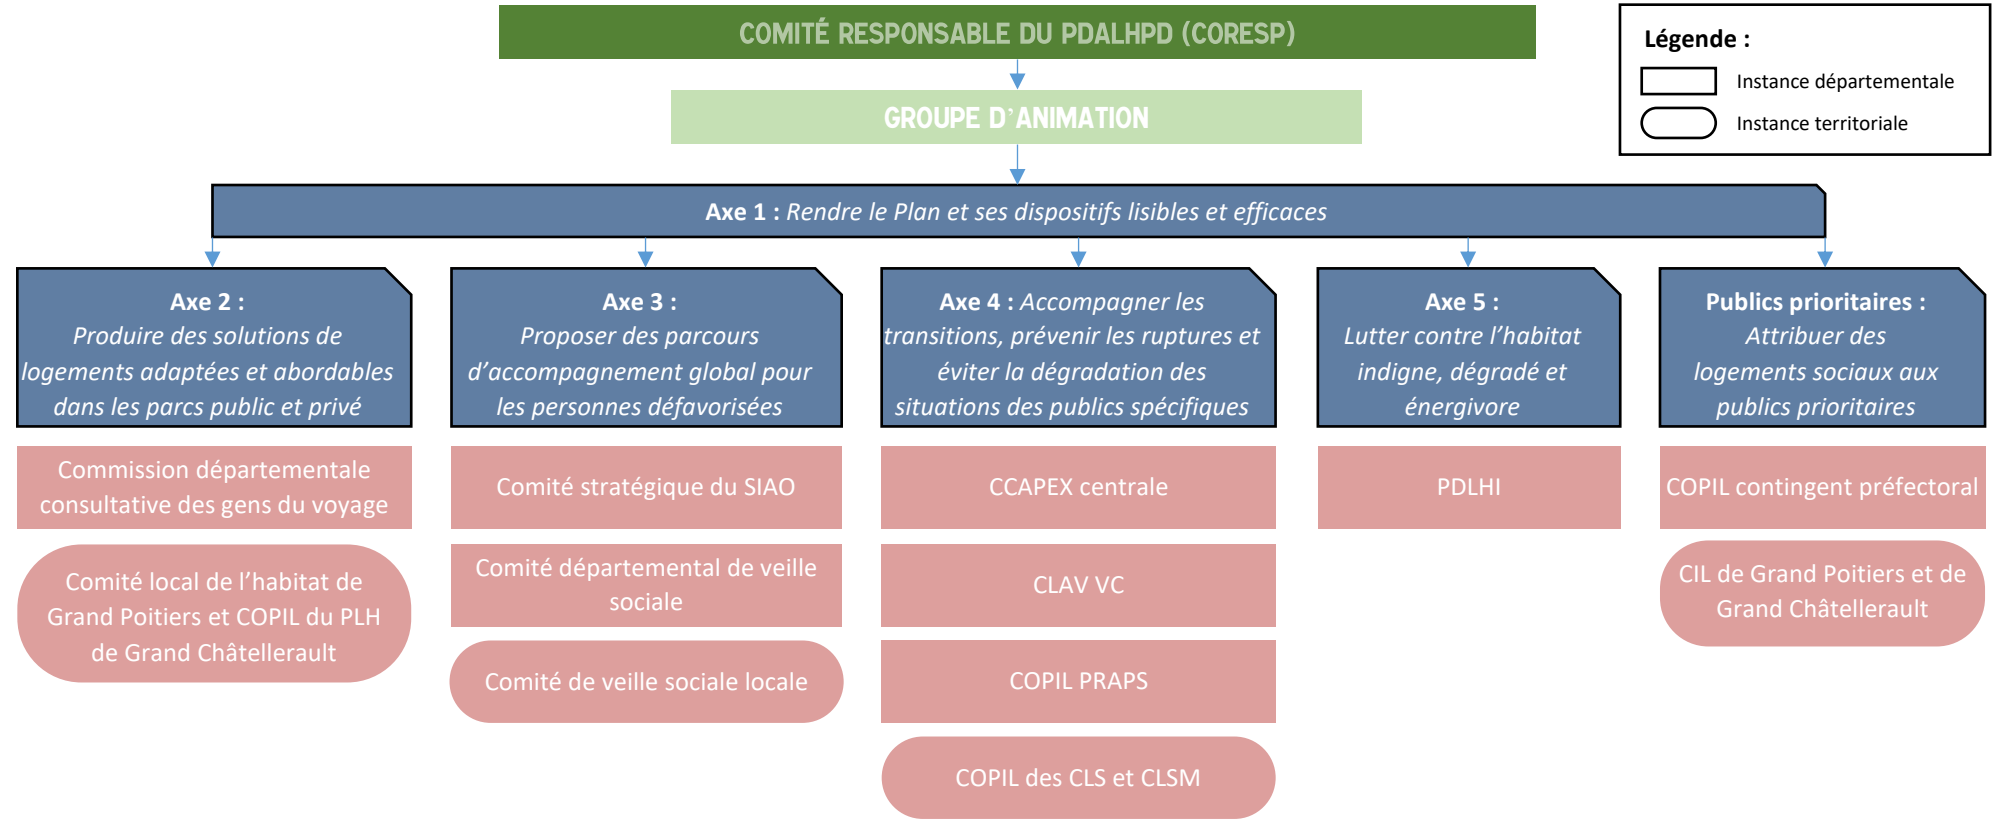 COMITÉ RESPONSABLE DU PDALHPD (CORESP)
GROUPE D’ANIMATION
Légende :
Instance départementale
Instance territoriale
Axe 1 : Rendre le Plan et ses dispositifs lisibles et efficaces
Axe 2 :
Produire des solutions de
logements adaptées et abordables
dans les parcs public et privé
Commission départementale
consultative des gens du voyage
Comité local de l’habitat de
Grand Poitiers et COPIL du PLH
de Grand Châtellerault
Axe 3 :
Proposer des parcours
d’accompagnement global pour
les personnes défavorisées
Comité stratégique du SIAO
Comité départemental de veille
sociale
Comité de veille sociale locale
Axe 4 : Accompagner les
transitions, prévenir les ruptures et
éviter la dégradation des
situations des publics spécifiques
CCAPEX centrale
CLAV VC
COPIL PRAPS
COPIL des CLS et CLSM
Axe 5 :
Lutter contre l’habitat
indigne, dégradé et
énergivore
PDLHI
Publics prioritaires :
Attribuer des
logements sociaux aux
publics prioritaires
COPIL contingent préfectoral
CIL de Grand Poitiers et de
Grand Châtellerault